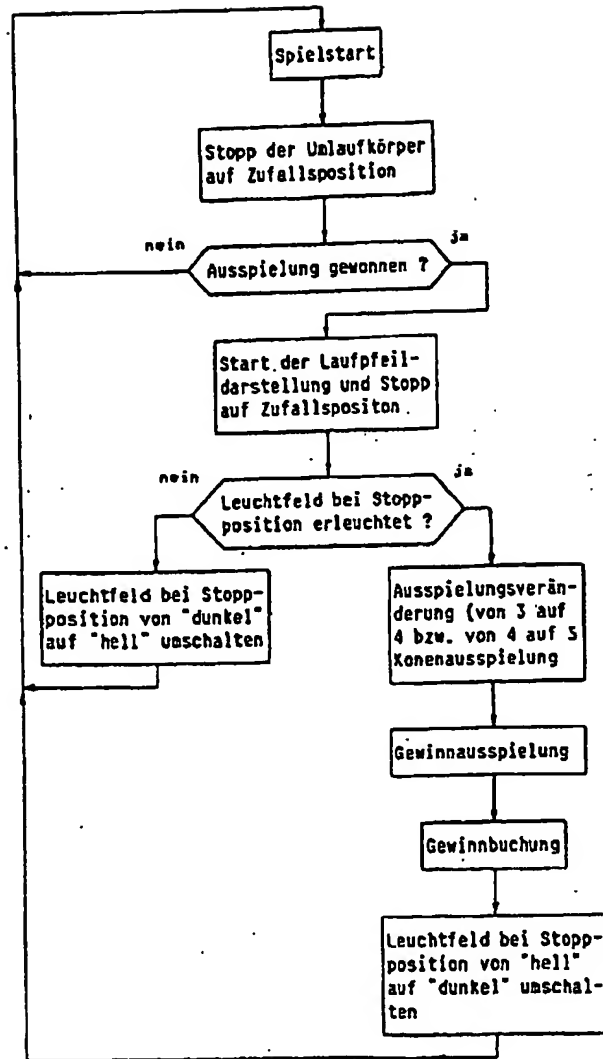 Spielstart
Stopp der Umlaufkörper
auf Zufallsposition
nein
ja
Ausspielung gewonnen ?
Start. der Laufpfeil-
darstellung und Stopp
auf Zufallspositon.
nein
ja
Leuchtfeld bei Stopp-
position erleuchtet ?
Leuchtfeld bei Stopp-
position von "dunkel"
auf "hell" umschalten
Ausspielungsverän-
derung (von 3 auf
4 bzw. von 4 auf 5
Konenausspielung
Gewinnausspielung
Gewinnbuchung
Leuchtfeld bei Stopp-
position von "hell"
auf "dunkel" umschal-
ten